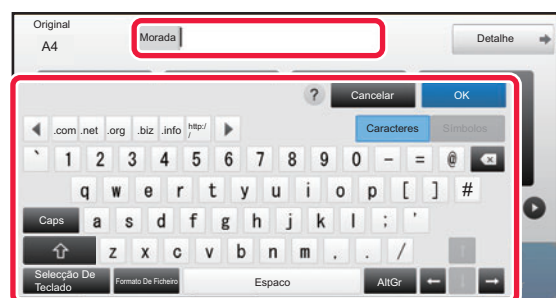 Original
A4
Morada
Detalhe
? Cancelar OK
.com .net .org .biz .info http://
Caracteres Símbolos
` 1 2 3 4 5 6 7 8 9 0 - = @
q w e r t y u i o p [ ] #
Caps a s d f g h j k l ; '
z x c v b n m , . /
Selecção De Teclado
Formato De Ficheiro
Espaco
AltGr